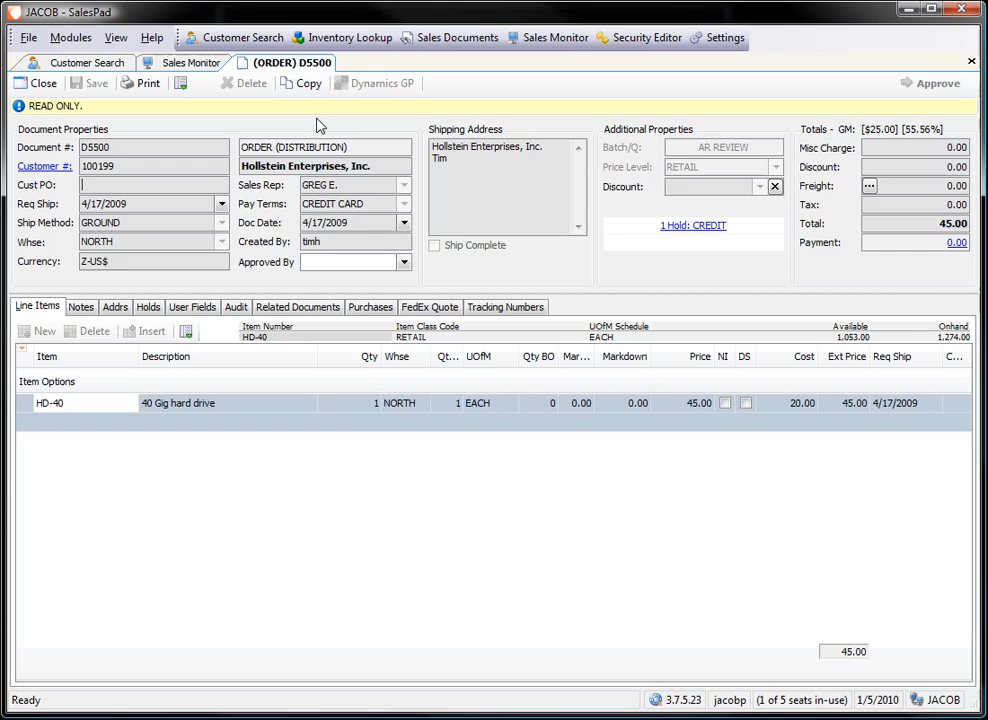 JACOB - SalesPad
File Modules View Help Customer Search Inventory Lookup Sales Documents Sales Monitor Security Editor Settings
Customer Search Sales Monitor (ORDER) D5500
Close Save Print Delete Copy Dynamics GP Approve
READ ONLY.
Document Properties Shipping Address Additional Properties Totals - GM: [$25.00] [55.56%]
Document #: D5500 ORDER (DISTRIBUTION) Hollstein Enterprises, Inc. Batch/Q: AR REVIEW Misc Charge: 0.00
Customer #: 100199 Hollstein Enterprises, Inc. Tim Price Level: RETAIL Discount: 0.00
Cust PO: Sales Rep: GREG E. Discount: Freight: ... 0.00
Req Ship: 4/17/2009 Pay Terms: CREDIT CARD Tax: 0.00
Ship Method: GROUND Doc Date: 4/17/2009 1 Hold: CREDIT Total: 45.00
Whse: NORTH Created By: timh Ship Complete Payment: 0.00
Currency: Z-US$ Approved By
Line Items Notes Addrs Holds User Fields Audit Related Documents Purchases FedEx Quote Tracking Numbers
New Delete Insert
Item Number Item Class Code UOfM Schedule Available Onhand
HD-40 RETAIL EACH 1,053.00 1,274.00
Item Description Qty Whse Qt... UOfM Qty BO Mar... Markdown Price NI DS Cost Ext Price Req Ship C...
Item Options
HD-40 40 Gig hard drive 1 NORTH 1 EACH 0 0.00 0.00 45.00 20.00 45.00 4/17/2009
45.00
Ready 3.7.5.23 jacobp (1 of 5 seats in-use) 1/5/2010 JACOB